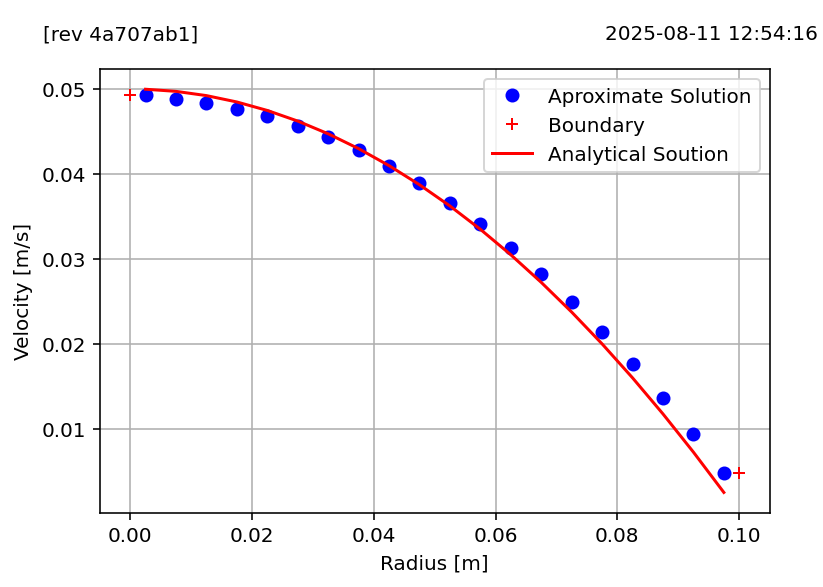 [rev 4a707ab1]
2025-08-11 12:54:16
Aproximate Solution
Boundary
Analytical Soution
0.05
0.04
0.03
0.02
0.01
Velocity [m/s]
0.00 0.02 0.04 0.06 0.08 0.10
Radius [m]